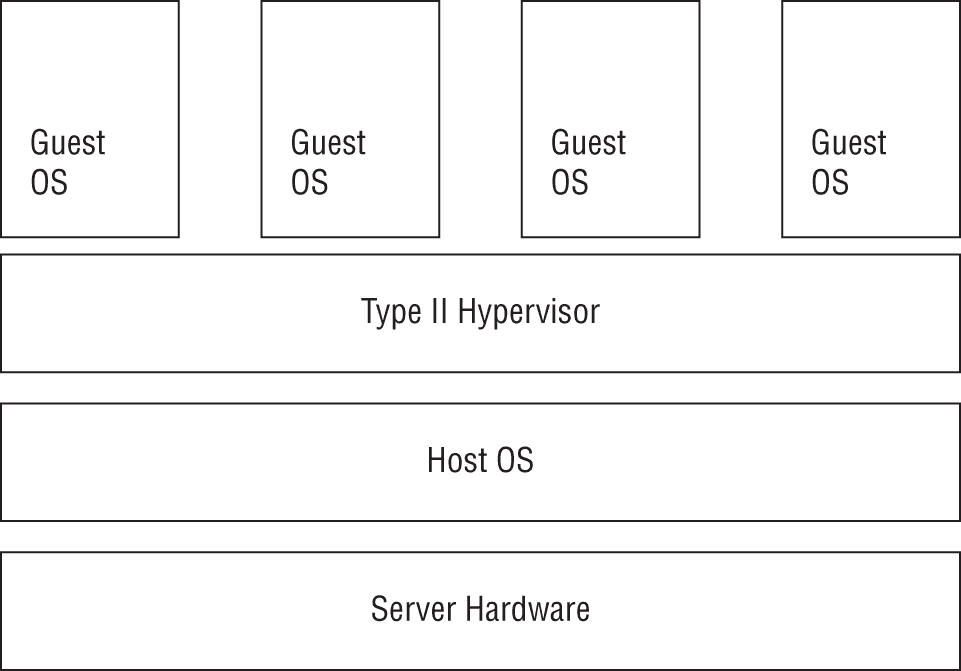 Guest
OS
Guest
OS
Guest
OS
Guest
OS
Type II Hypervisor
Host OS
Server Hardware